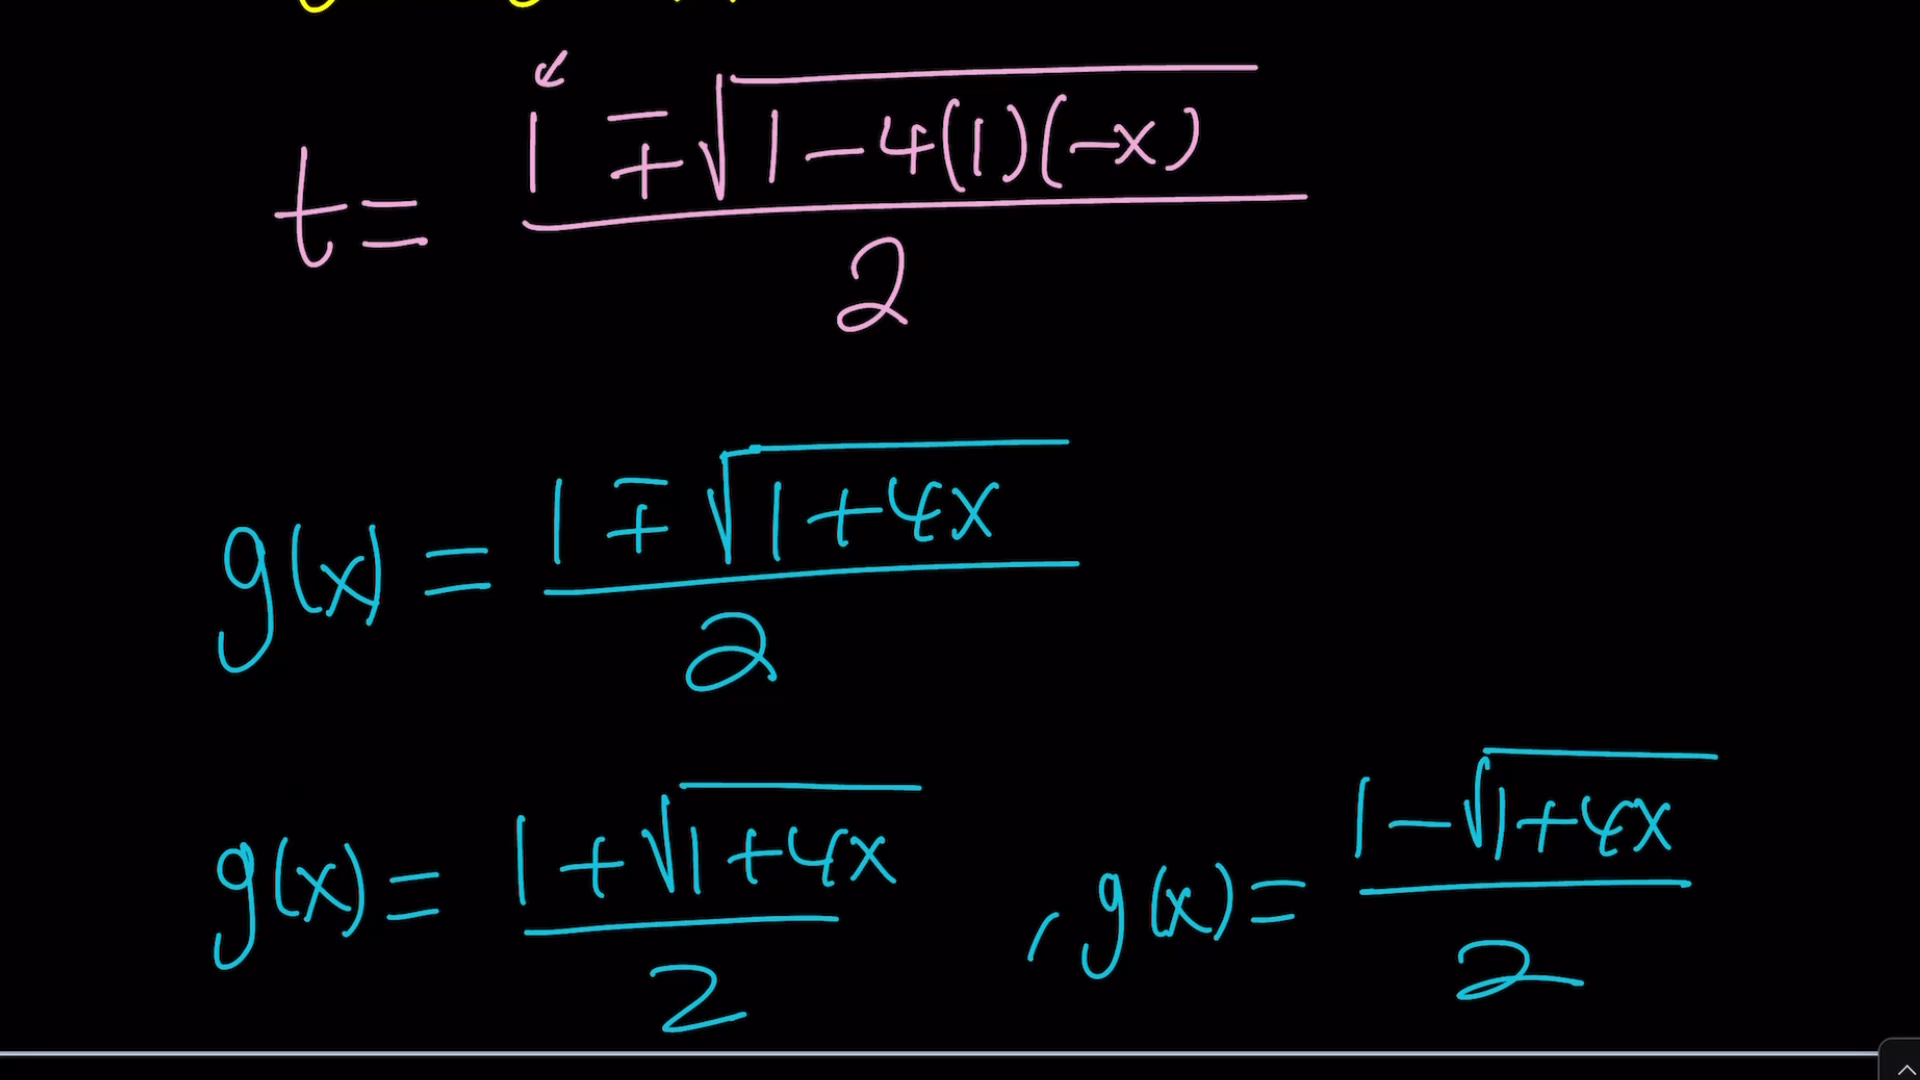 t = (1 ∓ √(1-4(1)(-x))) / 2
g(x) = (1 ∓ √(1+4x)) / 2
g(x) = (1 + √(1+4x)) / 2 , g(x) = (1 - √(1+4x)) / 2